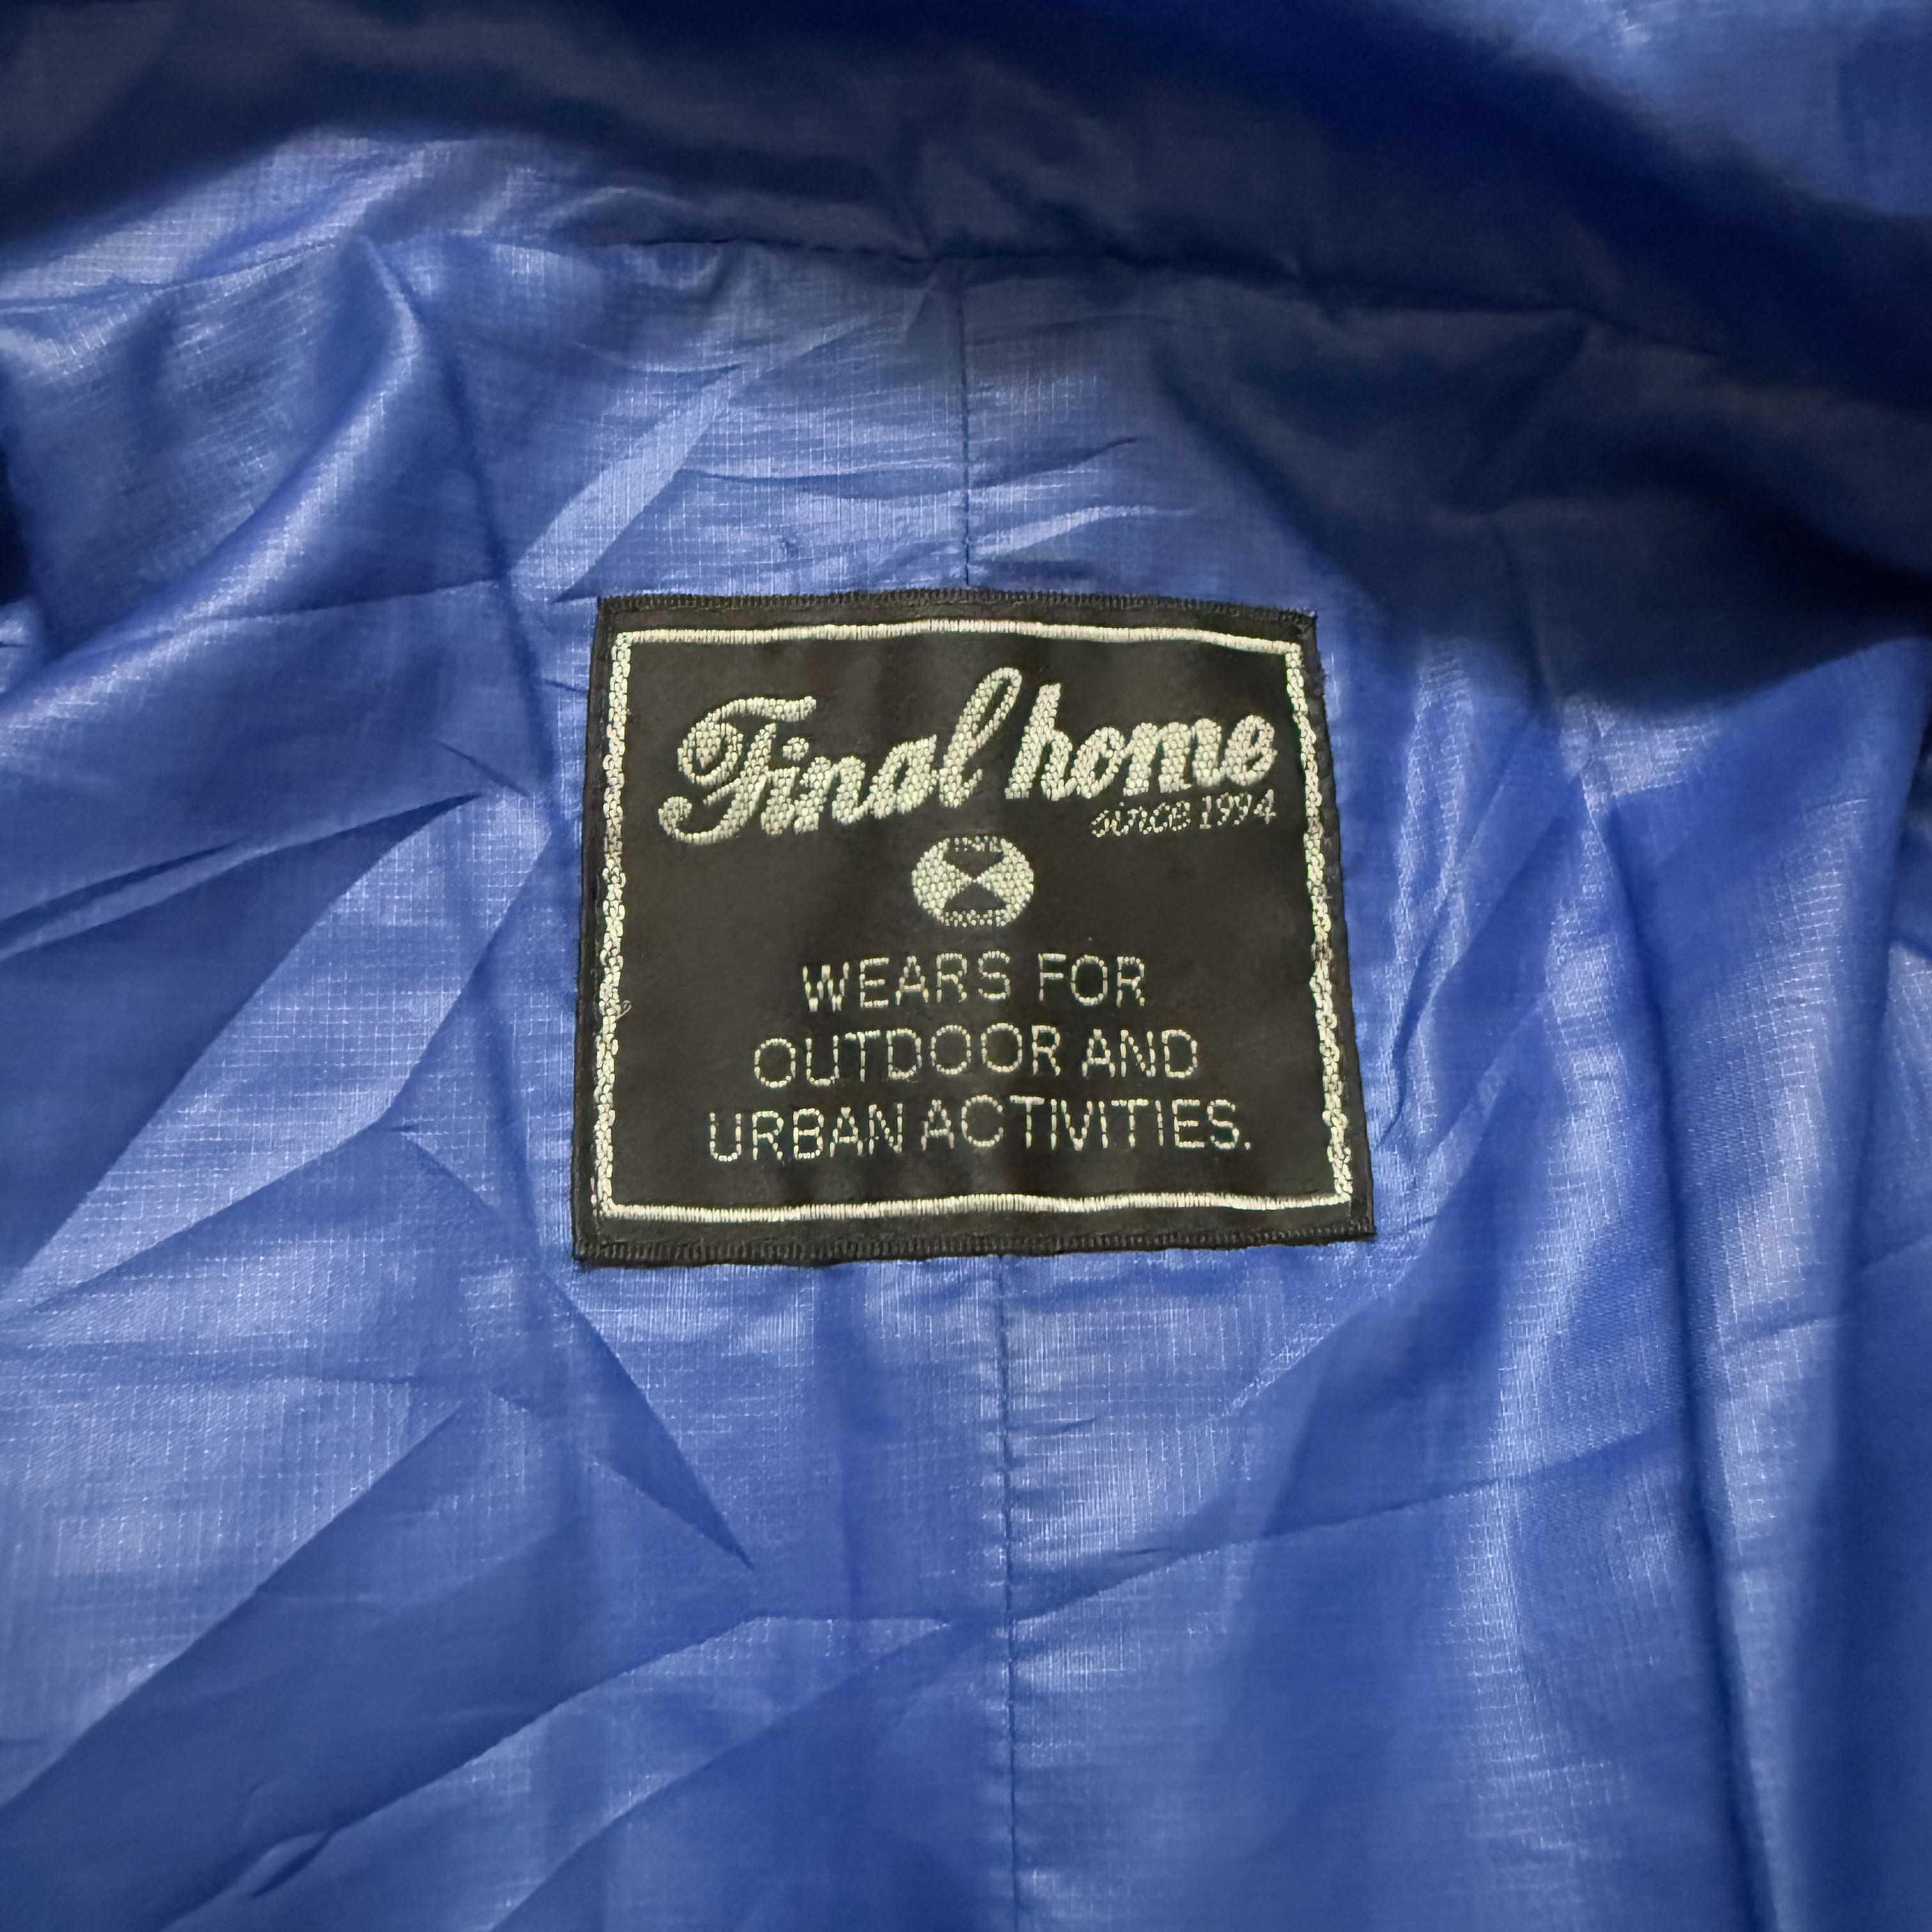 Final home
since 1994
WEARS FOR
OUTDOOR AND
URBAN ACTIVITIES.